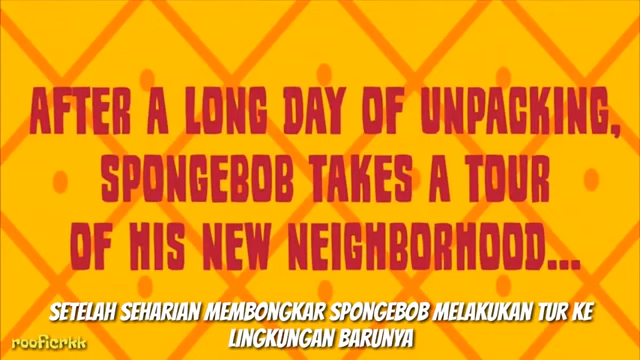 AFTER A LONG DAY OF UNPACKING,
SPONGEBOB TAKES A TOUR
OF HIS NEW NEIGHBORHOOD...
SETELAH SEHARIAN MEMBONGKAR SPONGEBOB MELAKUKAN TUR KE
LINGKUNGAN BARUNYA
rooficrkk